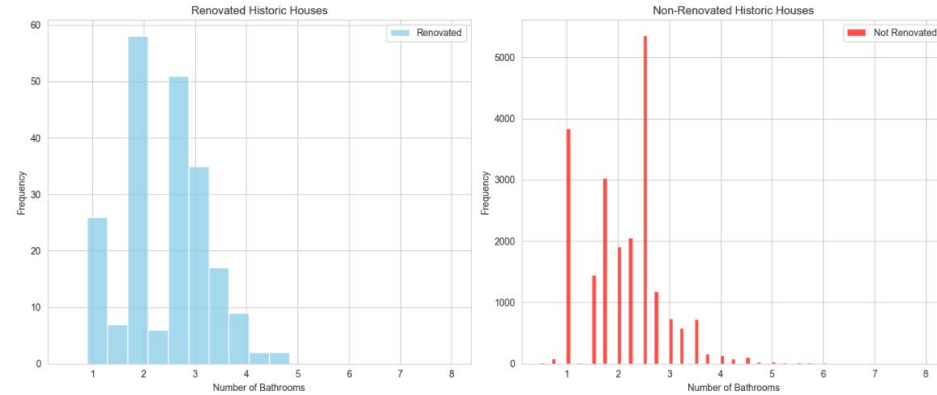 Renovated Historic Houses
Renovated
60
50
40
30
20
10
0
Frequency
1 2 3 4 5 6 7 8
Number of Bathrooms
Non-Renovated Historic Houses
Not Renovated
5000
4000
3000
2000
1000
0
Frequency
1 2 3 4 5 6 7 8
Number of Bathrooms